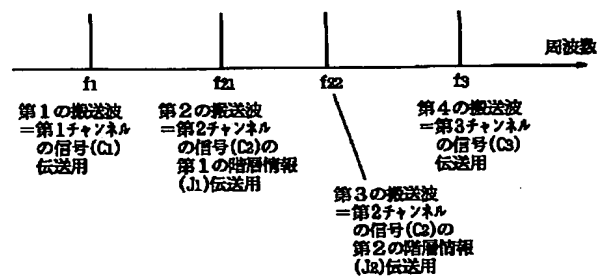 周波数
f1
f21
f22
f3
第1の搬送波
=第1チャンネル
の信号(C1)
伝送用
第2の搬送波
=第2チャンネル
の信号(C2)の
第1の階層情報
(J1)伝送用
第3の搬送波
=第2チャンネル
の信号(C2)の
第2の階層情報
(J2)伝送用
第4の搬送波
=第3チャンネル
の信号(C3)
伝送用